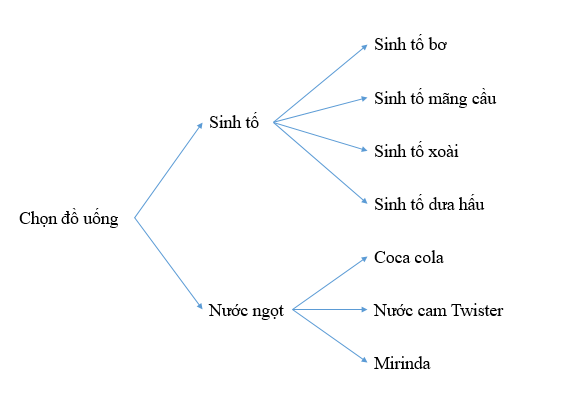 Sinh tố bơ
Sinh tố mãng cầu
Sinh tố
Sinh tố xoài
Sinh tố dưa hấu
Chọn đồ uống
Coca cola
Nước ngọt
Nước cam Twister
Mirinda